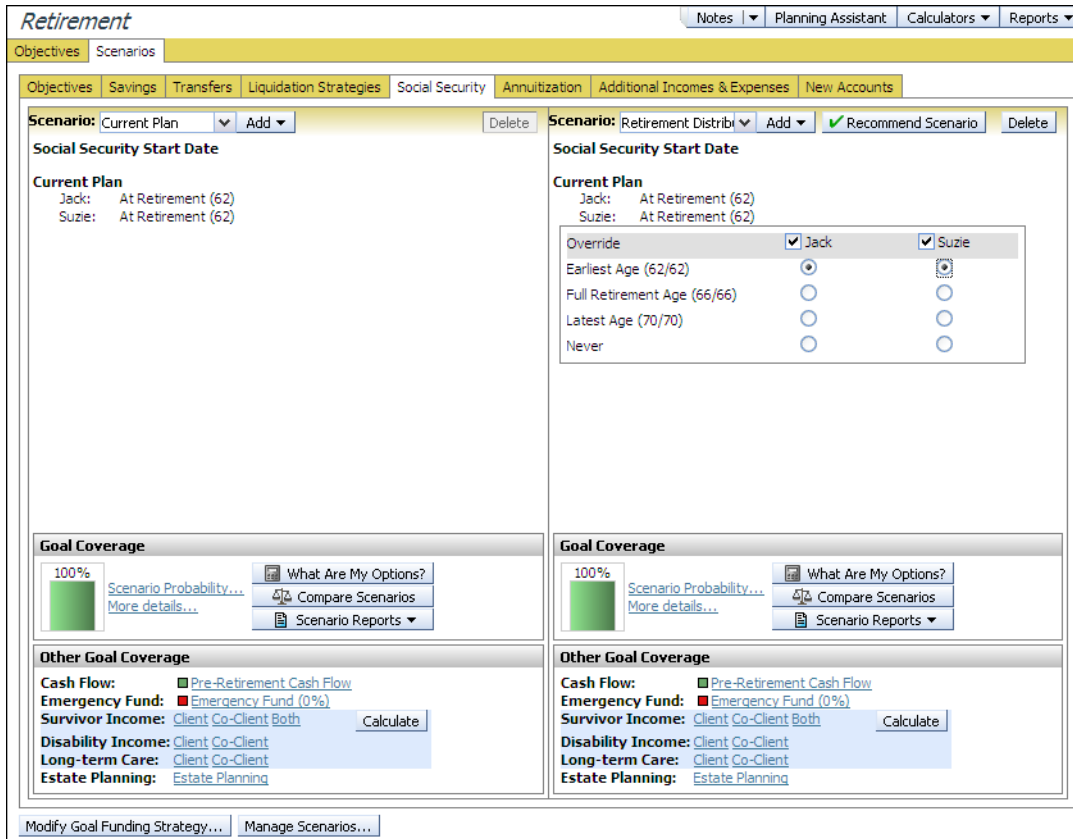 Retirement
Notes Planning Assistant Calculators Reports
Objectives Scenarios
Objectives Savings Transfers Liquidation Strategies Social Security Annuitization Additional Incomes & Expenses New Accounts
Scenario: Current Plan Add Delete
Social Security Start Date
Current Plan
Jack: At Retirement (62)
Suzie: At Retirement (62)
Goal Coverage
100%
Scenario Probability...
More details...
What Are My Options?
Compare Scenarios
Scenario Reports
Other Goal Coverage
Cash Flow: Pre-Retirement Cash Flow
Emergency Fund: Emergency Fund (0%)
Survivor Income: Client Co-Client Both Calculate
Disability Income: Client Co-Client
Long-term Care: Client Co-Client
Estate Planning: Estate Planning
Scenario: Retirement Distrib Add Recommend Scenario Delete
Social Security Start Date
Current Plan
Jack: At Retirement (62)
Suzie: At Retirement (62)
Override Jack Suzie
Earliest Age (62/62)
Full Retirement Age (66/66)
Latest Age (70/70)
Never
Goal Coverage
100%
Scenario Probability...
More details...
What Are My Options?
Compare Scenarios
Scenario Reports
Other Goal Coverage
Cash Flow: Pre-Retirement Cash Flow
Emergency Fund: Emergency Fund (0%)
Survivor Income: Client Co-Client Both Calculate
Disability Income: Client Co-Client
Long-term Care: Client Co-Client
Estate Planning: Estate Planning
Modify Goal Funding Strategy... Manage Scenarios...